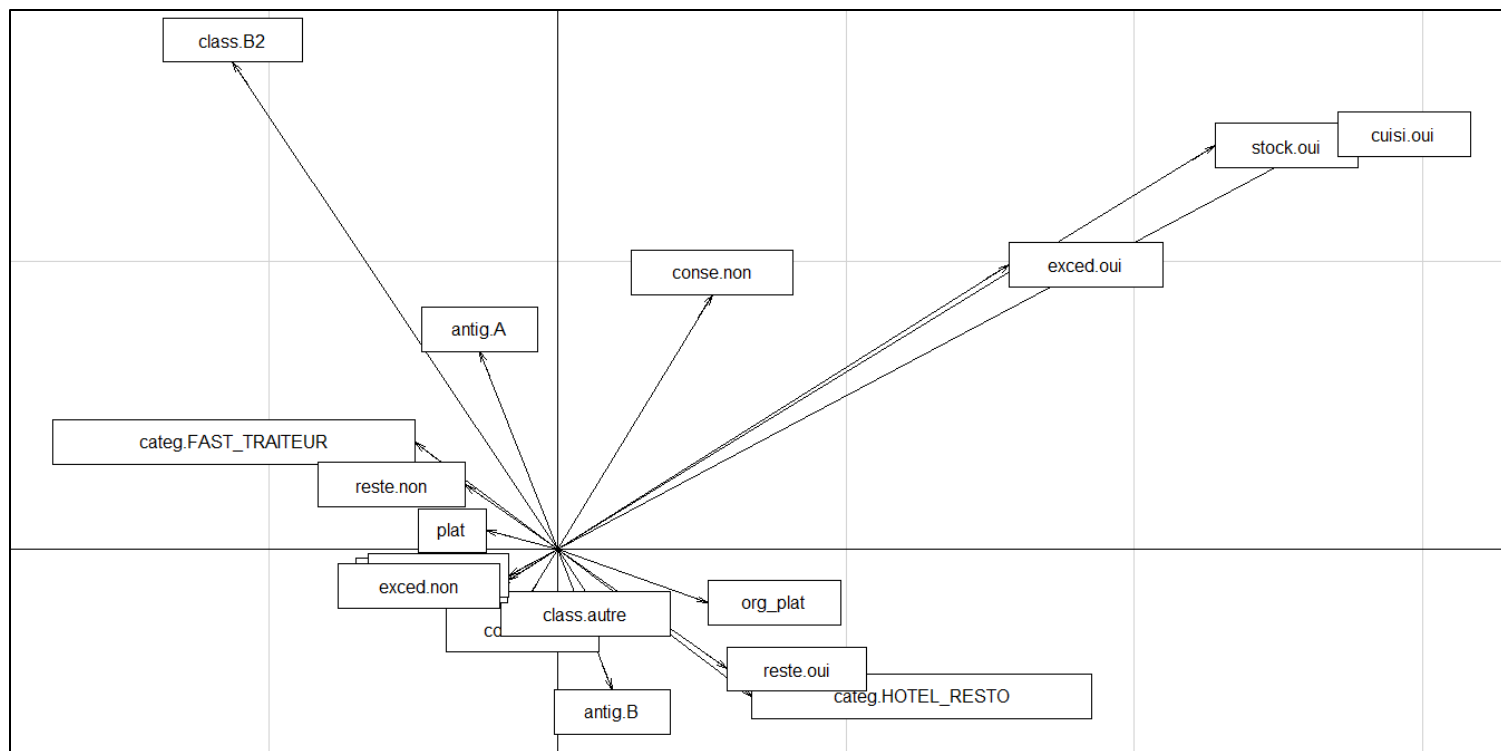 class.B2
cuisi.oui
stock.oui
exced.oui
conse.non
antig.A
categ.FAST_TRAITEUR
reste.non
plat
exced.non
org_plat
class.autre
reste.oui
categ.HOTEL_RESTO
antig.B